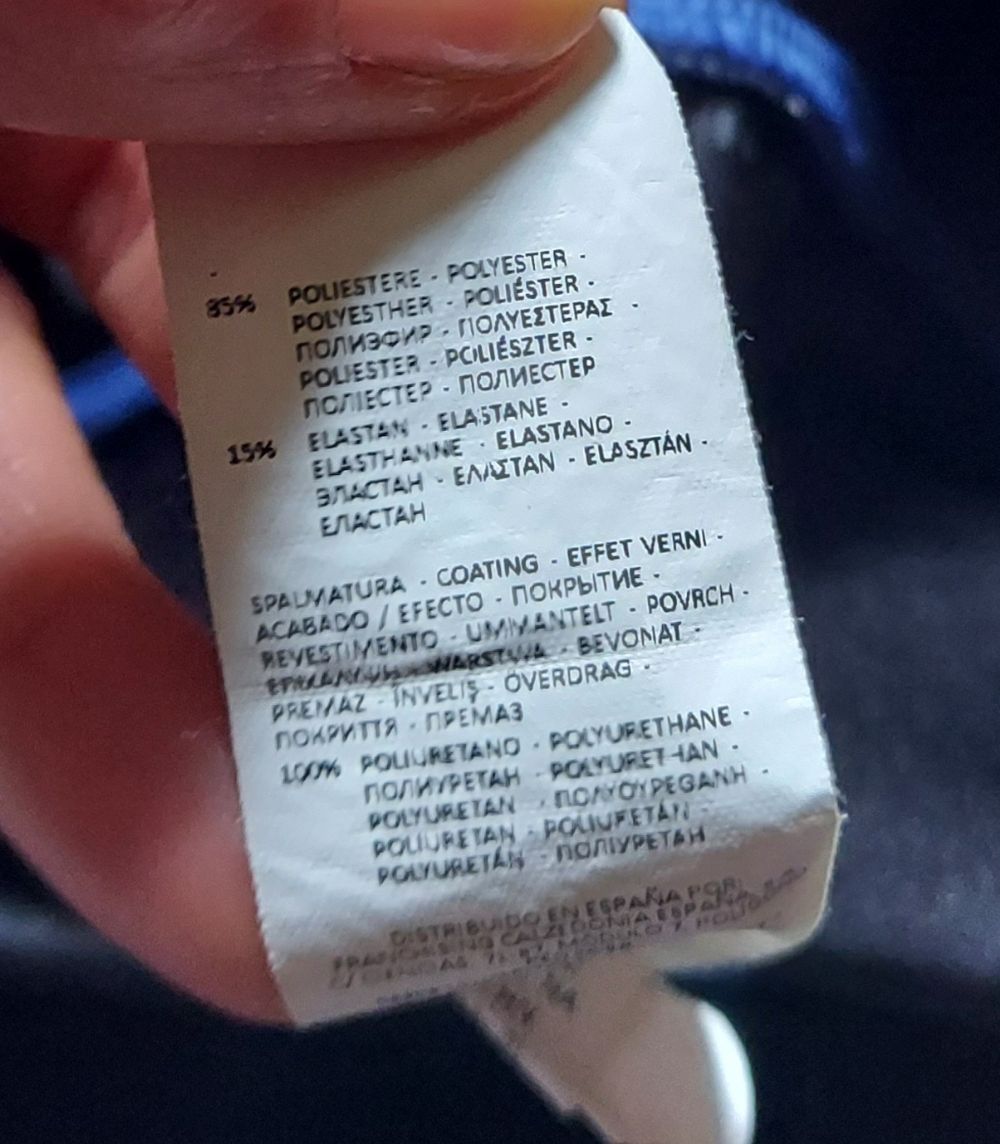 85% POLIESTERE - POLYESTER -
POLYESTHER - POLIÉSTER -
ПОЛИЭФИР - ΠΟΛΥΕΣΤΕΡΑΣ -
POLIESTER - POLIÉSZTER -
ПОЛІЕСТЕР - ПОЛИЕСТЕР
15% ELASTAN - ELASTANE -
ELASTHANNE - ELASTANO -
ЭЛАСТАН - ΕΛΑΣΤΑΝ - ELASZTÁN -
ЕЛАСТАН
SPALMATURA - COATING - EFFET VERNI -
ACABADO / EFECTO - ПОКРЫТИЕ -
REVESTIMENTO - UMMANTELT - POVRCH -
WARSTWA - BEVONAT -
PREMAZ - ÎNVELIŞ - ÖVERDRAG -
ПОКРИТТЯ - ПРЕМАЗ
100% POLIURETANO - POLYURETHANE -
ПОЛИУРЕТАН - POLYURETHAN -
POLYURETAN - ΠΟΛΥΟΥΡΕΘΑΝΗ -
POLIURETAN - POLIURETÁN -
POLYURETÁN - ПОЛІУРЕТАН
DISTRIBUIDO EN ESPAÑA POR:
CALZEDONIA ESPAÑA